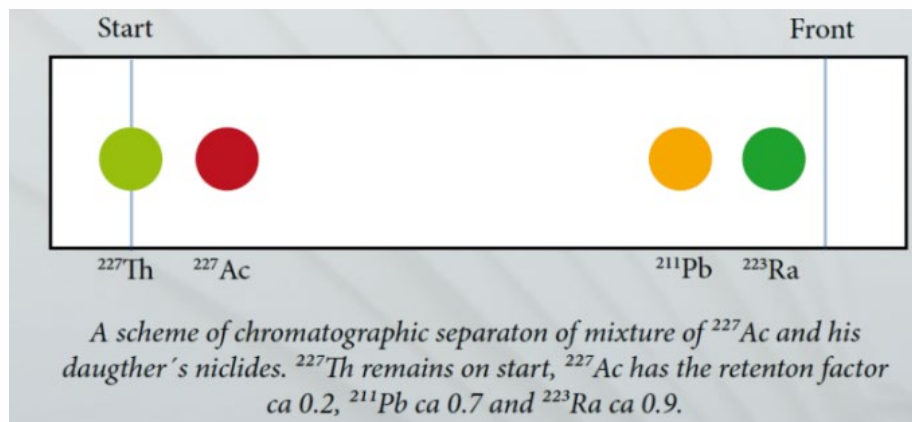 Start Front
²²⁷Th ²²⁷Ac ²¹¹Pb ²²³Ra
A scheme of chromatographic separaton of mixture of ²²⁷Ac and his
daugther´s niclides. ²²⁷Th remains on start, ²²⁷Ac has the retenton factor
ca 0.2, ²¹¹Pb ca 0.7 and ²²³Ra ca 0.9.